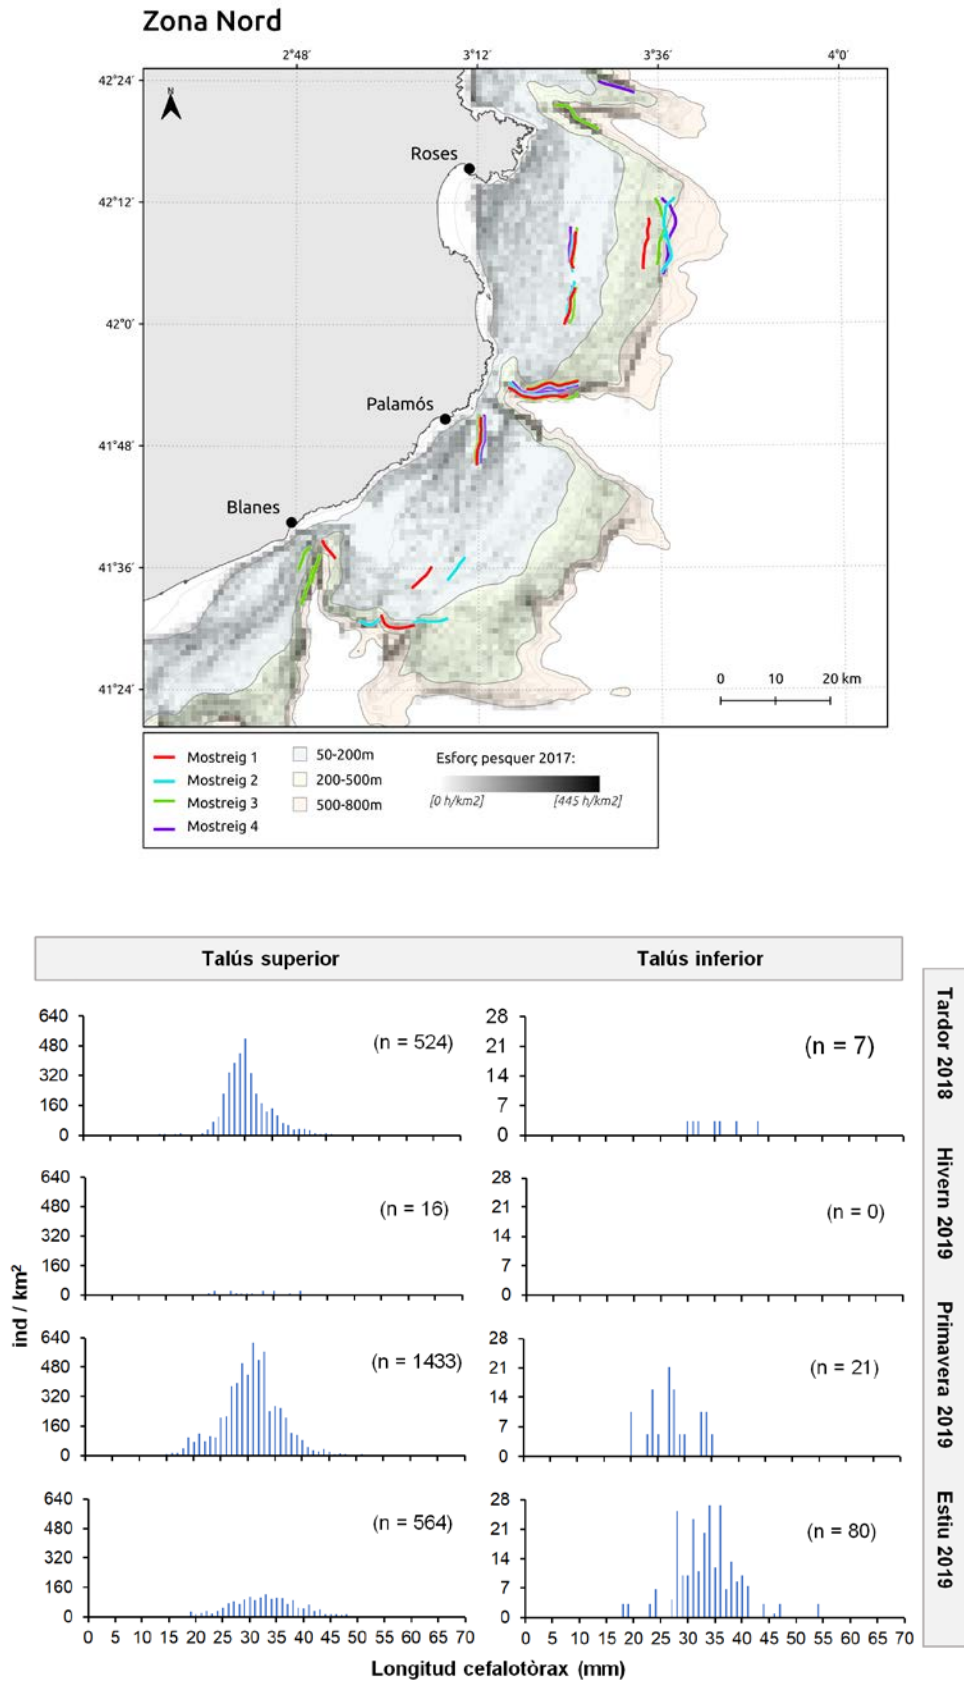 Zona Nord
2°48'
3°12'
3°36'
4°0'
42°24'
N
Roses
42°12'
42°0'
Palamós
41°48'
Blanes
41°36'
41°24'
0 10 20 km
Mostreig 1
Mostreig 2
Mostreig 3
Mostreig 4
50-200m
200-500m
500-800m
Esforç pesquer 2017:
[0 h/km2] [445 h/km2]
Talús superior
Talús inferior
640
480
320
160
0
(n = 524)
28
21
14
7
0
(n = 7)
Tardor 2018
640
480
320
160
0
(n = 16)
28
21
14
7
0
(n = 0)
Hivern 2019
ind / km²
640
480
320
160
0
(n = 1433)
28
21
14
7
0
(n = 21)
Primavera 2019
640
480
320
160
0
(n = 564)
28
21
14
7
0
(n = 80)
Estiu 2019
0 5 10 15 20 25 30 35 40 45 50 55 60 65 70
0 5 10 15 20 25 30 35 40 45 50 55 60 65 70
Longitud cefalotòrax (mm)